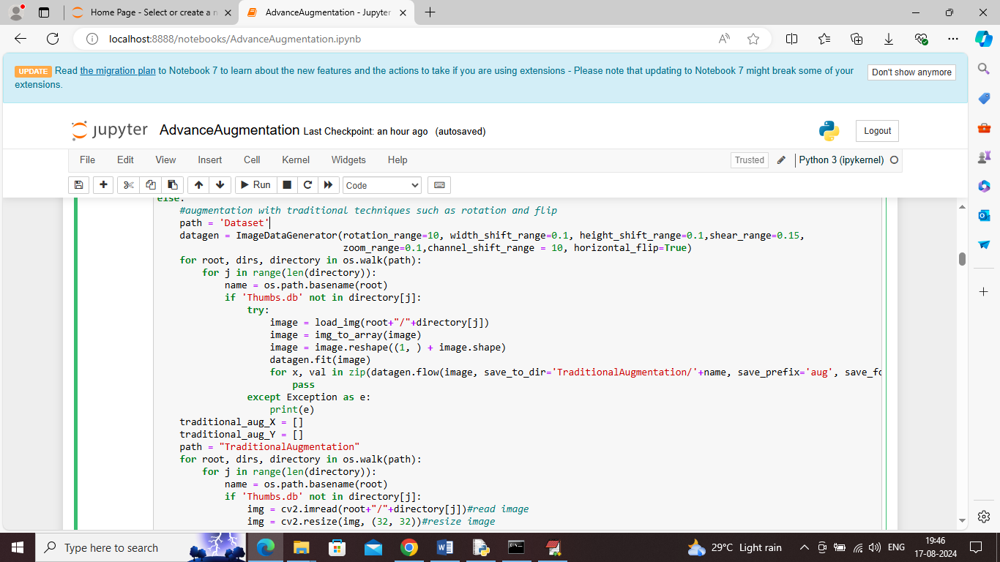 Home Page - Select or create a n
AdvanceAugmentation - Jupyter
localhost:8888/notebooks/AdvanceAugmentation.ipynb
UPDATE Read the migration plan to Notebook 7 to learn about the new features and the actions to take if you are using extensions - Please note that updating to Notebook 7 might break some of your
extensions.
Don't show anymore
jupyter AdvanceAugmentation Last Checkpoint: an hour ago (autosaved)
Logout
File Edit View Insert Cell Kernel Widgets Help
Trusted Python 3 (ipykernel)
Run Code
else:
#augmentation with traditional techniques such as rotation and flip
path = 'Dataset'
datagen = ImageDataGenerator(rotation_range=10, width_shift_range=0.1, height_shift_range=0.1,shear_range=0.15,
zoom_range=0.1,channel_shift_range = 10, horizontal_flip=True)
for root, dirs, directory in os.walk(path):
for j in range(len(directory)):
name = os.path.basename(root)
if 'Thumbs.db' not in directory[j]:
try:
image = load_img(root+"/"+directory[j])
image = img_to_array(image)
image = image.reshape((1, ) + image.shape)
datagen.fit(image)
for x, val in zip(datagen.flow(image, save_to_dir='TraditionalAugmentation/'+name, save_prefix='aug', save_fo
pass
except Exception as e:
print(e)
traditional_aug_X = []
traditional_aug_Y = []
path = "TraditionalAugmentation"
for root, dirs, directory in os.walk(path):
for j in range(len(directory)):
name = os.path.basename(root)
if 'Thumbs.db' not in directory[j]:
img = cv2.imread(root+"/"+directory[j])#read image
img = cv2.resize(img, (32, 32))#resize image
Type here to search
29°C Light rain
ENG
19:46
17-08-2024